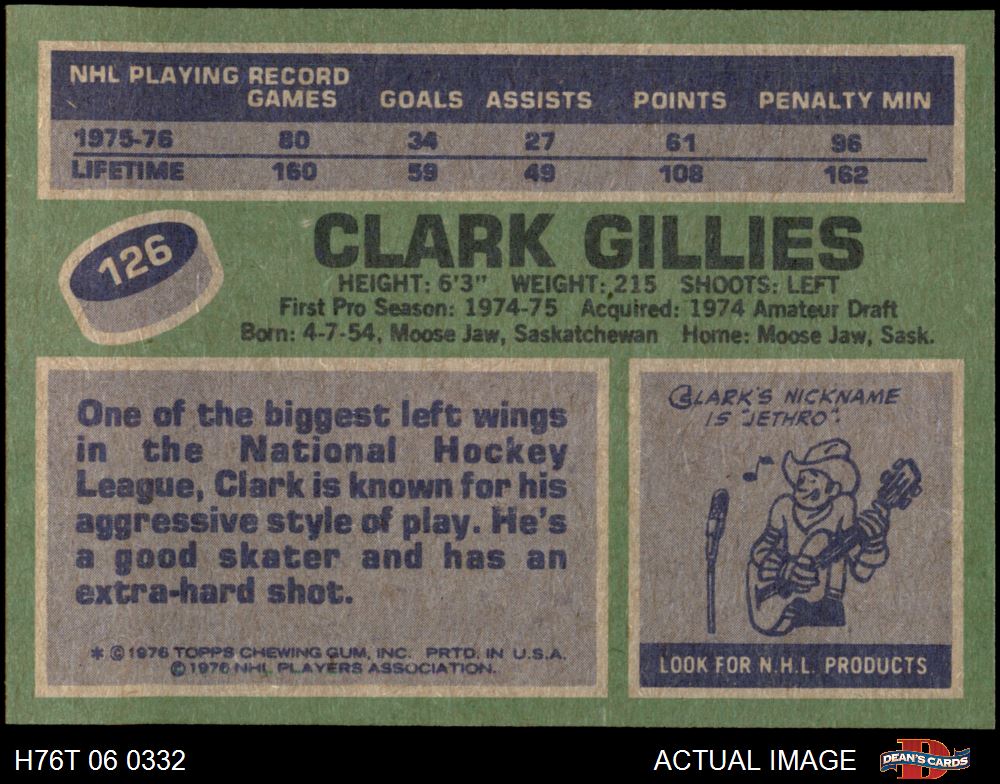 NHL PLAYING RECORD
GAMES GOALS ASSISTS POINTS PENALTY MIN
1975-76 80 34 27 61 96
LIFETIME 160 59 49 108 162
126
CLARK GILLIES
HEIGHT: 6'3" WEIGHT: 215 SHOOTS: LEFT
First Pro Season: 1974-75 Acquired: 1974 Amateur Draft
Born: 4-7-54, Moose Jaw, Saskatchewan Home: Moose Jaw, Sask.
One of the biggest left wings
in the National Hockey
League, Clark is known for his
aggressive style of play. He's
a good skater and has an
extra-hard shot.
* © 1976 TOPPS CHEWING GUM, INC. PRTD. IN U.S.A.
© 1976 NHL PLAYERS ASSOCIATION.
CLARK'S NICKNAME
IS "JETHRO".
LOOK FOR N.H.L. PRODUCTS
H76T 06 0332
ACTUAL IMAGE
D
DEAN'S CARDS